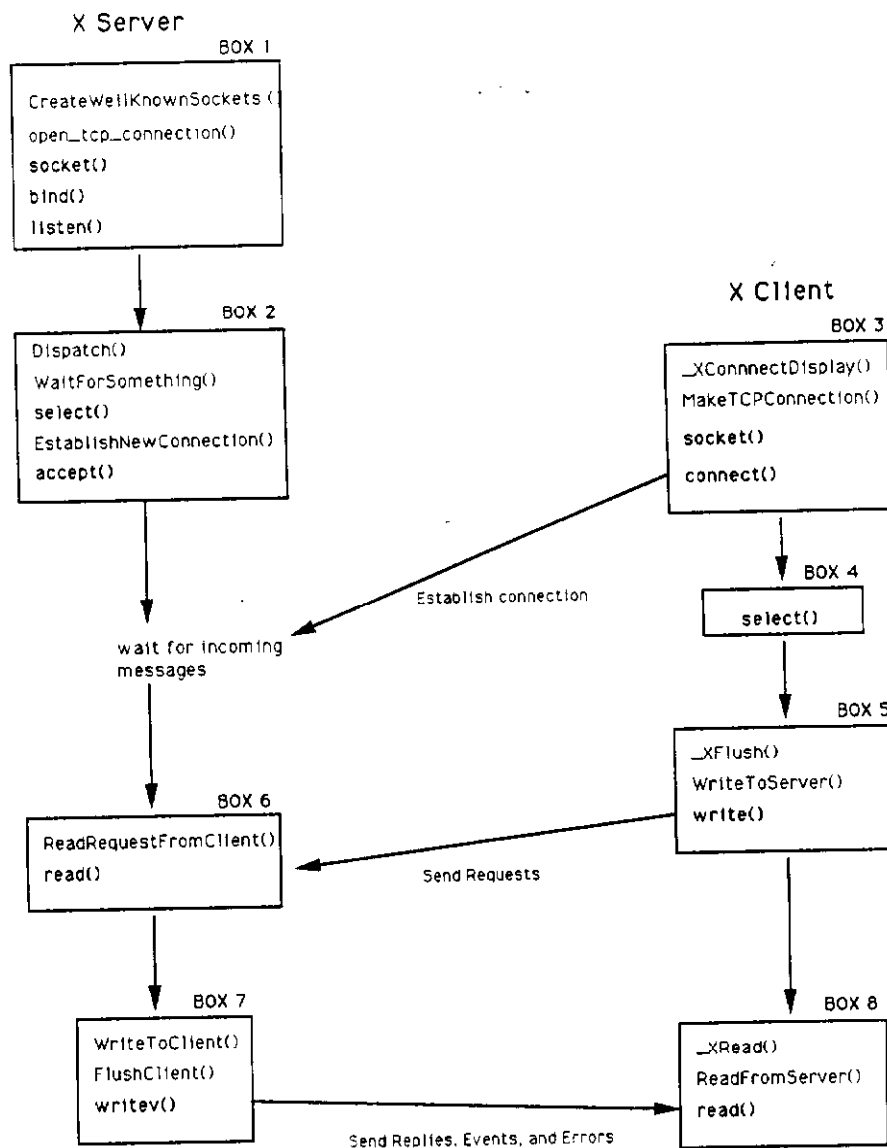 X Server
BOX 1
CreateWellKnownSockets()
open_tcp_connection()
socket()
bind()
listen()
BOX 2
Dispatch()
WaitForSomething()
select()
EstablishNewConnection()
accept()
X Client
BOX 3
_XConnnectDisplay()
MakeTCPConnection()
socket()
connect()
Establish connection
BOX 4
select()
wait for incoming
messages
BOX 5
_XFlush()
WriteToServer()
write()
BOX 6
ReadRequestFromClient()
read()
Send Requests
BOX 7
WriteToClient()
FlushClient()
writev()
BOX 8
_XRead()
ReadFromServer()
read()
Send Replies, Events, and Errors